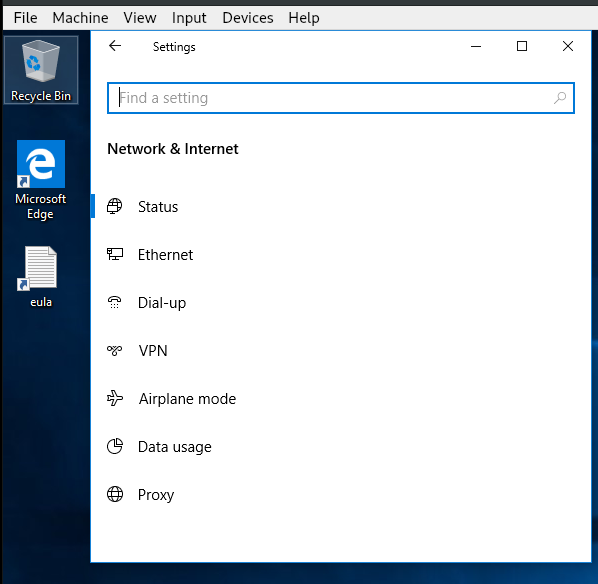 File Machine View Input Devices Help
Settings
Find a setting
Network & Internet
Status
Ethernet
Dial-up
VPN
Airplane mode
Data usage
Proxy
Recycle Bin
Microsoft
Edge
eula